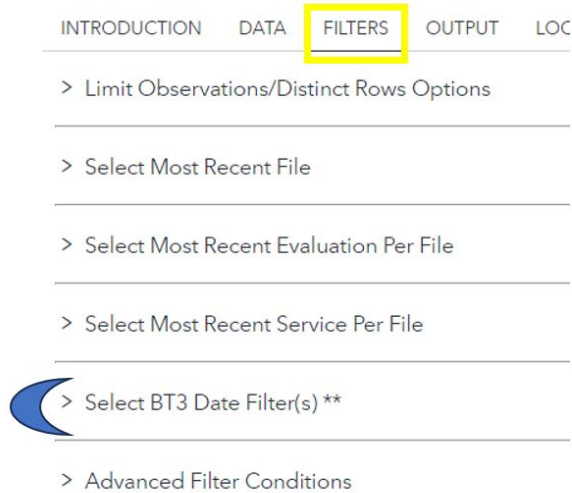 INTRODUCTION DATA FILTERS OUTPUT
> Limit Observations/Distinct Rows Options
> Select Most Recent File
> Select Most Recent Evaluation Per File
> Select Most Recent Service Per File
> Select BT3 Date Filter(s) **
> Advanced Filter Conditions